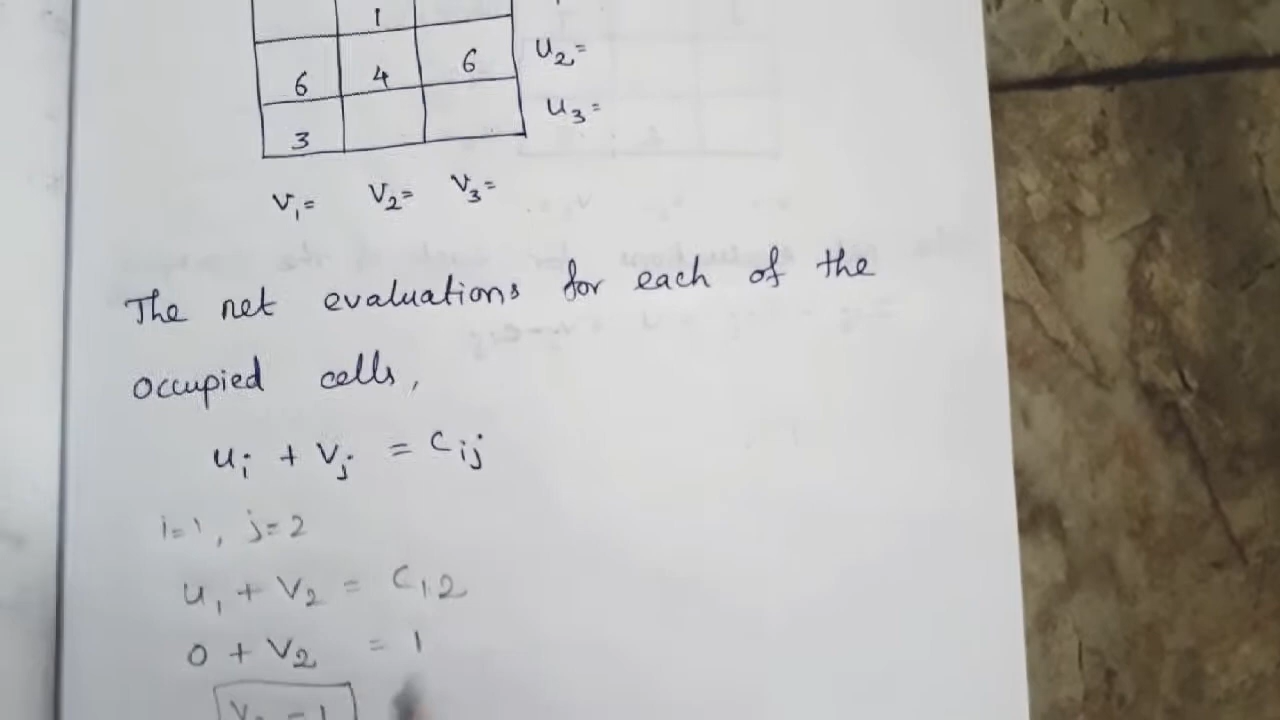 1
6 4 6 u₂=
3 u₃=
v₁= v₂= v₃=
The net evaluations for each of the
occupied cells,
uᵢ + vⱼ = cᵢⱼ
i=1, j=2
u₁ + v₂ = c₁₂
0 + v₂ = 1